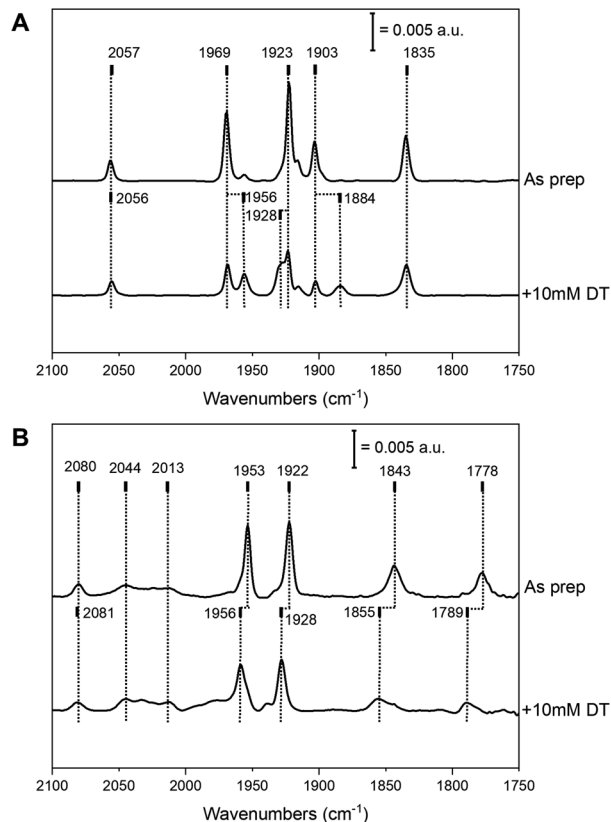 A
= 0.005 a.u.
2057 1969 1923 1903 1835
As prep
2056 1956 1884
1928
+10mM DT
2100 2050 2000 1950 1900 1850 1800 1750
Wavenumbers (cm⁻¹)
B
= 0.005 a.u.
2080 2044 2013 1953 1922 1843 1778
As prep
2081 1956 1928 1855 1789
+10mM DT
2100 2050 2000 1950 1900 1850 1800 1750
Wavenumbers (cm⁻¹)